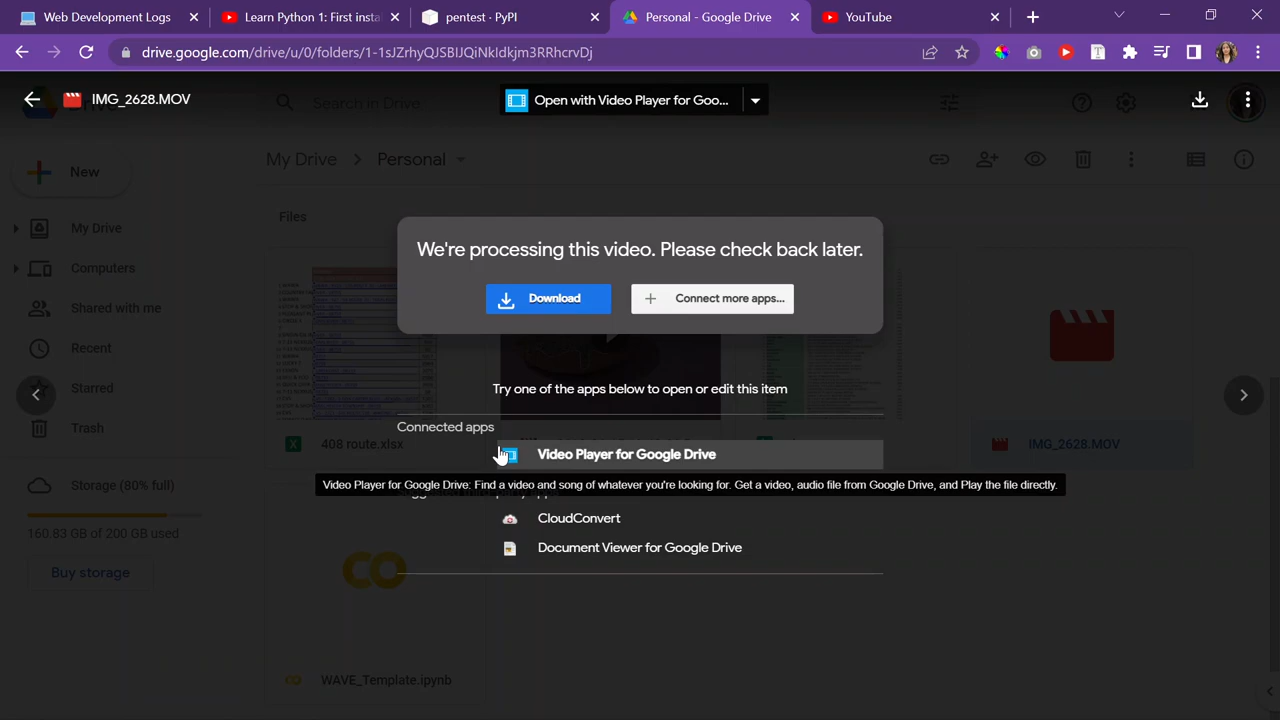 Web Development Logs
Learn Python 1: First insta
pentest · PyPI
Personal - Google Drive
YouTube
drive.google.com/drive/u/0/folders/1-1sJZrhyQJSBIJQiNkIdkjm3RRhcrvDj
IMG_2628.MOV
Search in Drive
Open with Video Player for Goo...
New
My Drive
Personal
My Drive
Computers
Shared with me
Recent
Starred
Trash
Storage (80% full)
160.83 GB of 200 GB used
Buy storage
Files
We're processing this video. Please check back later.
Download
Connect more apps...
Try one of the apps below to open or edit this item
Connected apps
408 route.xlsx
IMG_2628.MOV
Video Player for Google Drive
Video Player for Google Drive: Find a video and song of whatever you're looking for. Get a video, audio file from Google Drive, and Play the file directly.
CloudConvert
Document Viewer for Google Drive
WAVE_Template.ipynb